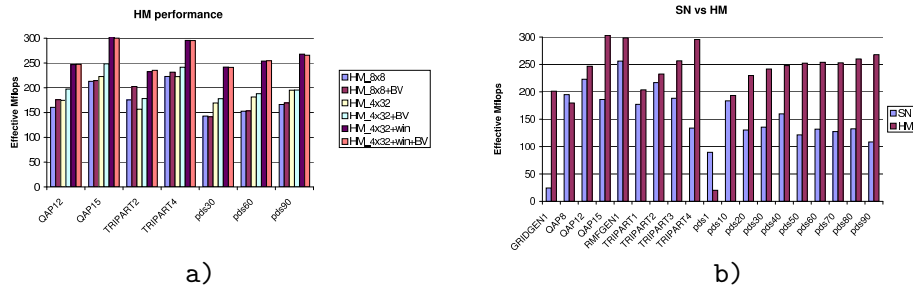 HM performance
300
250
200
150
100
50
0
Effective Mflops
QAP12
QAP15
TRIPART2
TRIPART4
pds30
pds60
pds90
HM_8x8
HM_8x8+BV
HM_4x32
HM_4x32+BV
HM_4x32+win
HM_4x32+win+BV
a)
SN vs HM
300
250
200
150
100
50
0
Effective Mflops
GRIDGEN1
QAP8
QAP12
QAP15
RMFGEN1
TRIPART1
TRIPART2
TRIPART3
TRIPART4
pds1
pds10
pds20
pds30
pds40
pds50
pds60
pds70
pds80
pds90
SN
HM
b)